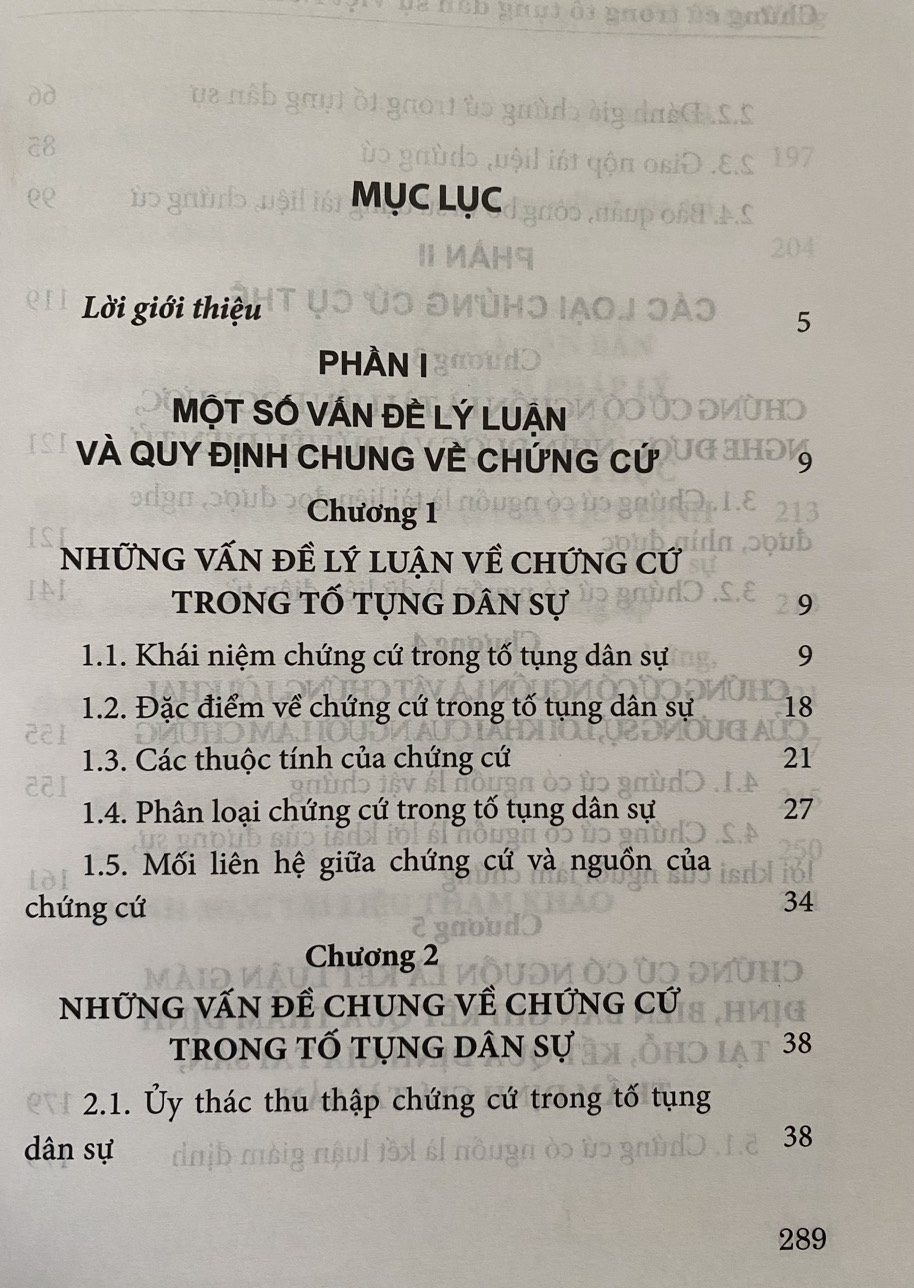 MỤC LỤC
Lời giới thiệu 5
PHẦN I
MỘT SỐ VẤN ĐỀ LÝ LUẬN
VÀ QUY ĐỊNH CHUNG VỀ CHỨNG CỨ 9
Chương 1
NHỮNG VẤN ĐỀ LÝ LUẬN VỀ CHỨNG CỨ
TRONG TỐ TỤNG DÂN SỰ 9
1.1. Khái niệm chứng cứ trong tố tụng dân sự 9
1.2. Đặc điểm về chứng cứ trong tố tụng dân sự 18
1.3. Các thuộc tính của chứng cứ 21
1.4. Phân loại chứng cứ trong tố tụng dân sự 27
1.5. Mối liên hệ giữa chứng cứ và nguồn của
chứng cứ 34
Chương 2
NHỮNG VẤN ĐỀ CHUNG VỀ CHỨNG CỨ
TRONG TỐ TỤNG DÂN SỰ 38
2.1. Ủy thác thu thập chứng cứ trong tố tụng
dân sự 38
289